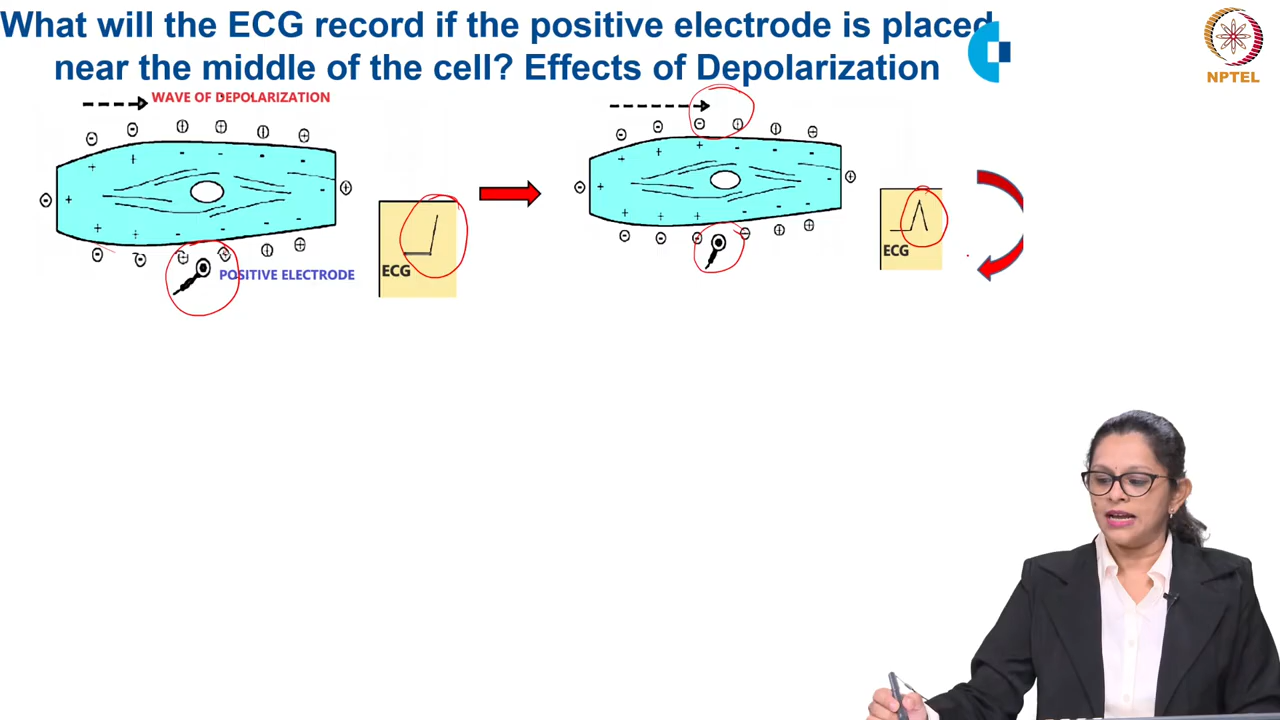 What will the ECG record if the positive electrode is placed
near the middle of the cell? Effects of Depolarization
NPTEL
WAVE OF DEPOLARIZATION
POSITIVE ELECTRODE
ECG
ECG